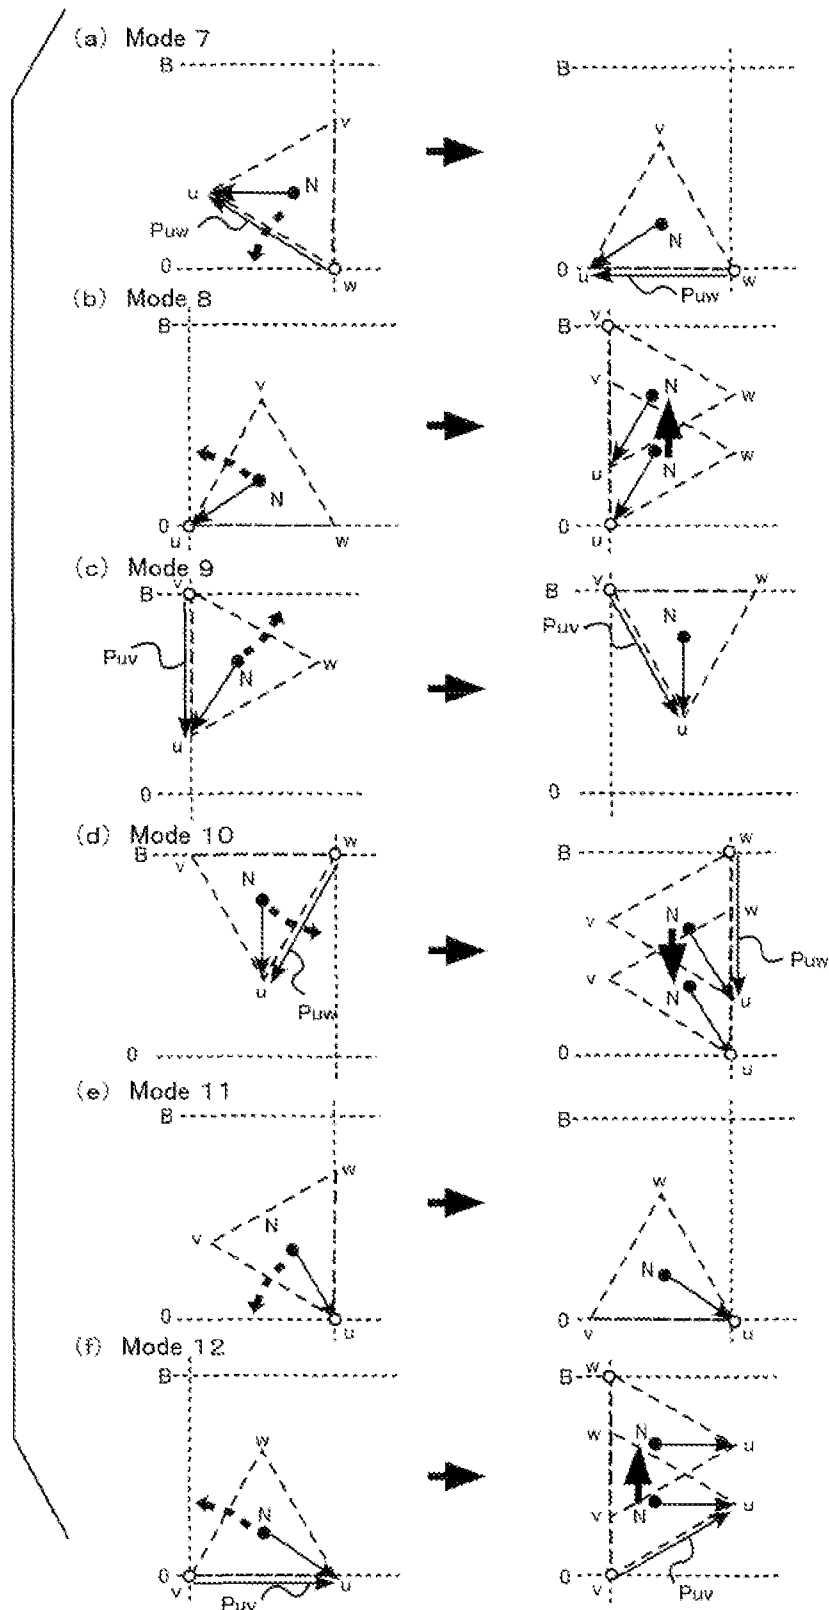 (a) Mode 7
B B
v v
u N N
Puw
0 w 0 u w
Puw
(b) Mode 8
B v B
v v N w
N u N w
0 u w 0 u
(c) Mode 9
B v B v w
Puv N w Puv N
u u
0 0
(d) Mode 10
B v w B w
N v N w
u v N u Puw
Puw
0 0 u
(e) Mode 11
B B
w w
v N N
0 u 0 v u
(f) Mode 12
B B w
w w N u
N v N u
0 v u 0 v
Puv Puv